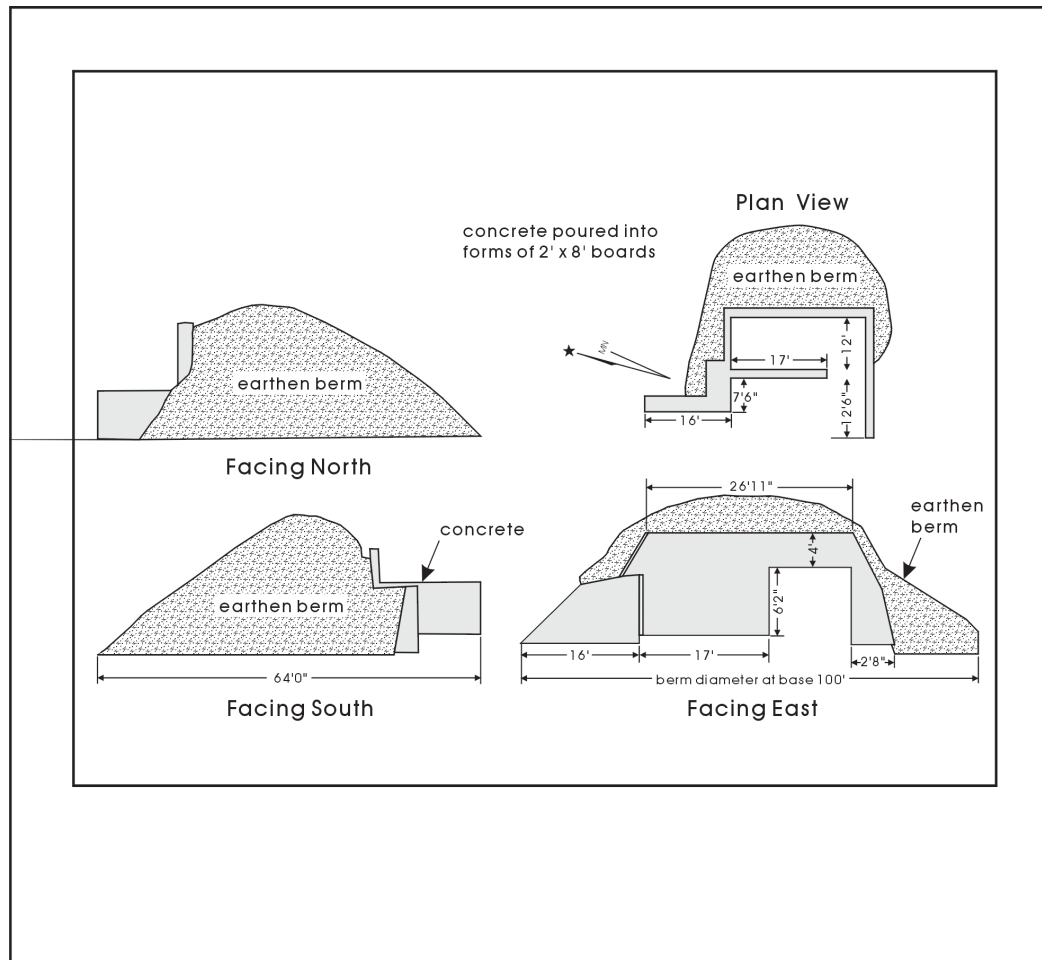 Plan View
concrete poured into
forms of 2' x 8' boards
earthen berm
17'
12'
MN
7'6"
12'6"
16'
earthen berm
Facing North
26'11"
earthen
berm
concrete
4'
earthen berm
6'2"
16'
17'
2'8"
64'0"
berm diameter at base 100'
Facing South
Facing East